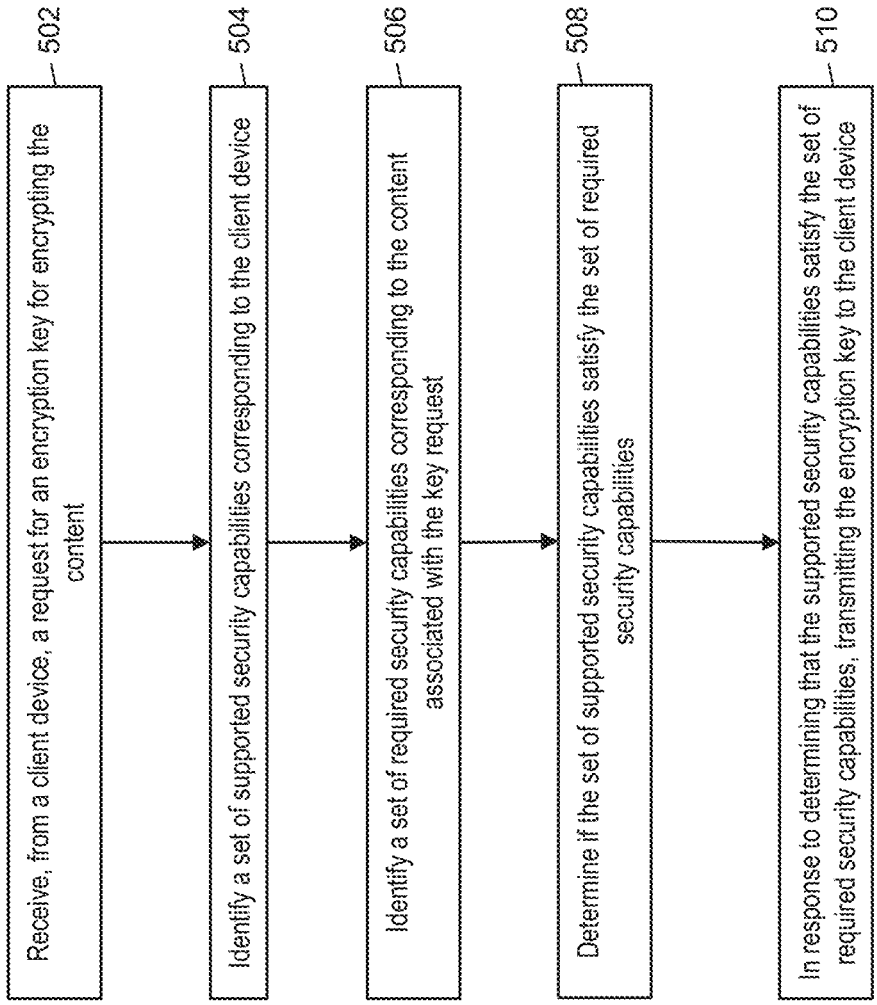 Receive, from a client device, a request for an encryption key for encrypting the
content
502
Identify a set of supported security capabilities corresponding to the client device
504
Identify a set of required security capabilities corresponding to the content
associated with the key request
506
Determine if the set of supported security capabilities satisfy the set of required
security capabilities
508
In response to determining that the supported security capabilities satisfy the set of
required security capabilities, transmitting the encryption key to the client device
510